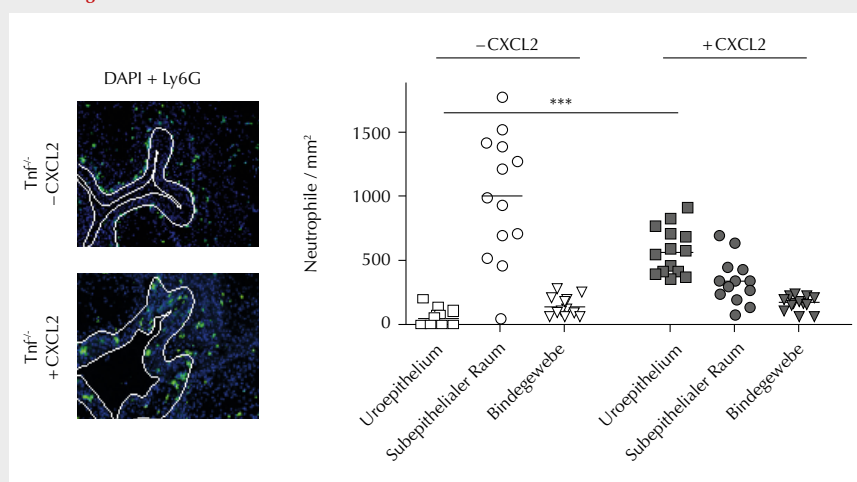 DAPI + Ly6G
Tnf-/-
–CXCL2
Tnf-/-
+CXCL2
–CXCL2
+CXCL2
***
Neutrophile / mm²
1500
1000
500
0
Uroepithelium
Subepithelialer Raum
Bindegewebe
Uroepithelium
Subepithelialer Raum
Bindegewebe